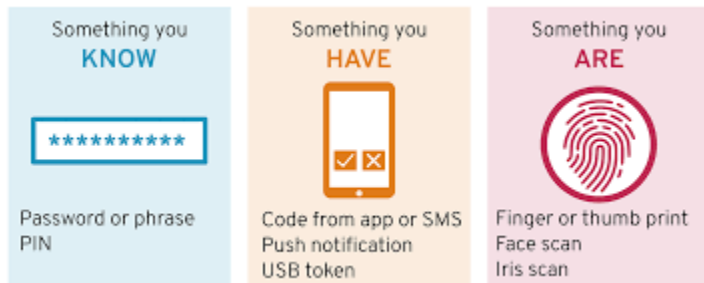 Something you
KNOW
**********
Password or phrase
PIN
Something you
HAVE
Code from app or SMS
Push notification
USB token
Something you
ARE
Finger or thumb print
Face scan
Iris scan